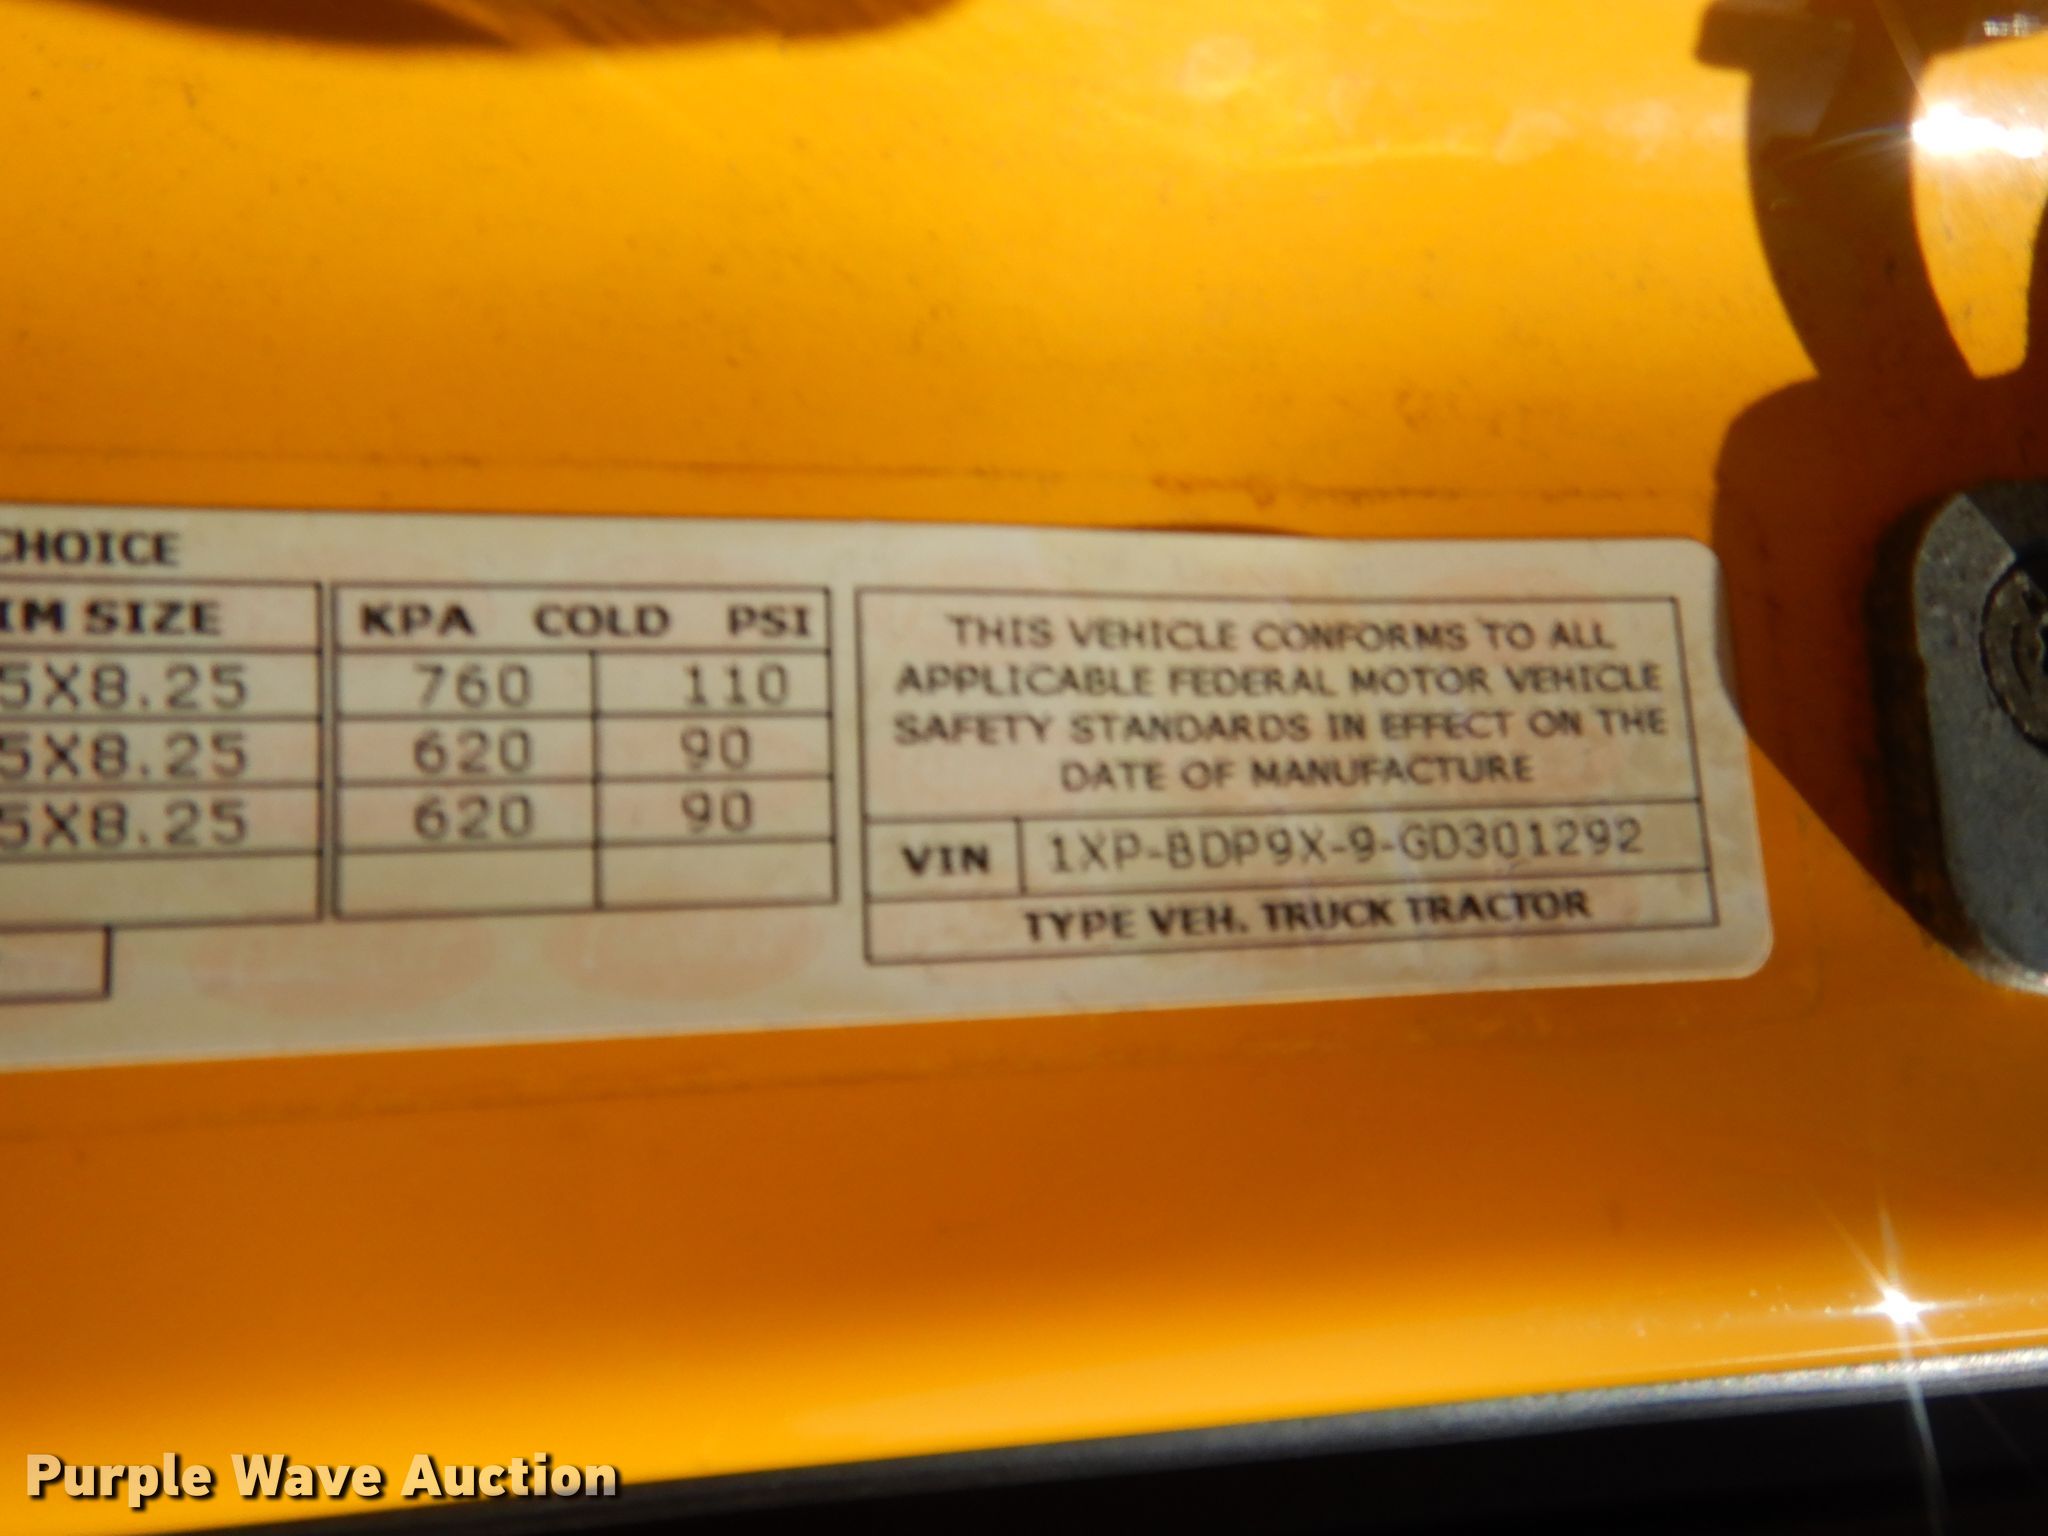 CHOICE
IM SIZE
KPA COLD PSI
5X8.25 760 110
5X8.25 620 90
5X8.25 620 90
THIS VEHICLE CONFORMS TO ALL
APPLICABLE FEDERAL MOTOR VEHICLE
SAFETY STANDARDS IN EFFECT ON THE
DATE OF MANUFACTURE
VIN 1XP-8DP9X-9-GD301292
TYPE VEH. TRUCK TRACTOR
Purple Wave Auction